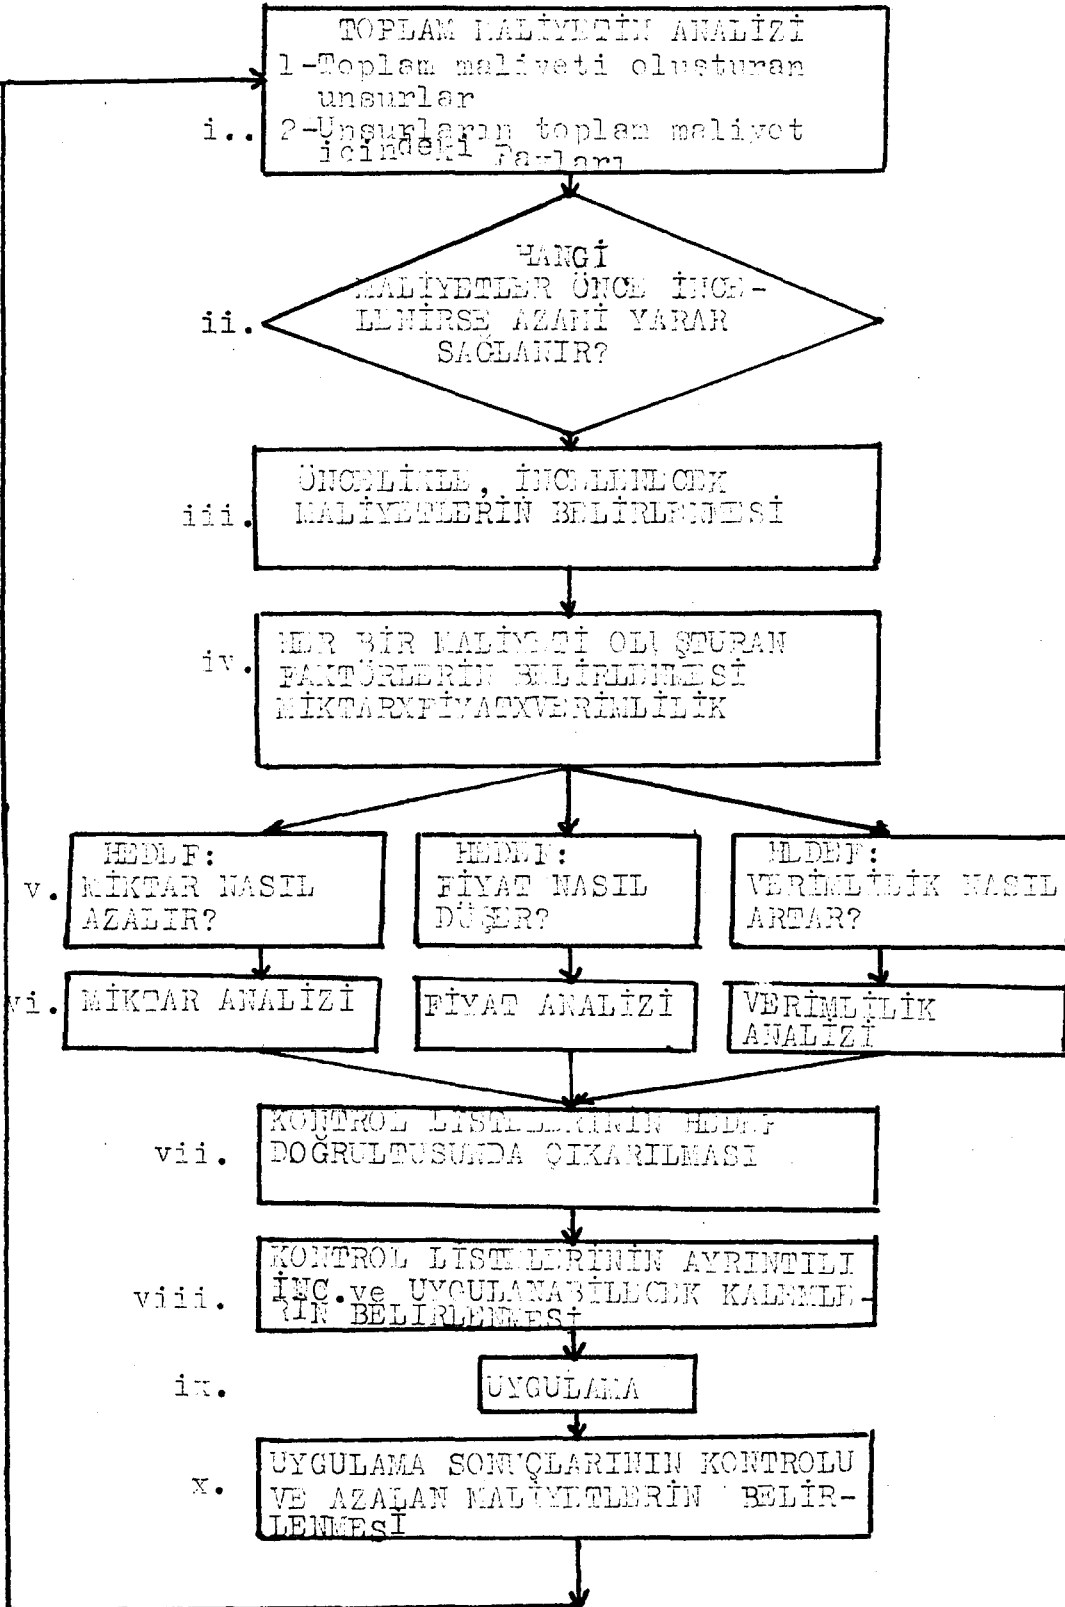 TOPLAM MALİYETİN ANALİZİ
1-Toplam maliyeti oluşturan
unsurlar
i.. 2-Unsurların toplam maliyet
içindeki Payları
HANGİ
MALİYETLER ÖNCE İNCE-
ii. LENİRSE AZAMİ YARAR
SAĞLANIR?
ÖNCELİKLE, İNCELENECEK
iii. MALİYETLERİN BELİRLENMESİ
HER BİR MALİYETİ OLUŞTURAN
iv. FAKTÖRLERİN BELİRLENMESİ
MİKTARXFİYATXVERİMLİLİK
HEDEF:
v. MİKTAR NASIL
AZALIR?
HEDEF:
FİYAT NASIL
DÜŞER?
HEDEF:
VERİMLİLİK NASIL
ARTAR?
vi. MİKTAR ANALİZİ
FİYAT ANALİZİ
VERİMLİLİK
ANALİZİ
KONTROL LİSTELERİNİN HEDEF
vii. DOĞRULTUSUNDA ÇIKARILMASI
KONTROL LİSTELERİNİN AYRINTILI
viii. İNC.ve UYGULANABİLECEK KALEMLE-
RİN BELİRLENMESİ
ix. UYGULAMA
UYGULAMA SONUÇLARININ KONTROLU
x. VE AZALAN MALİYETLERİN BELİR-
LENMESİ